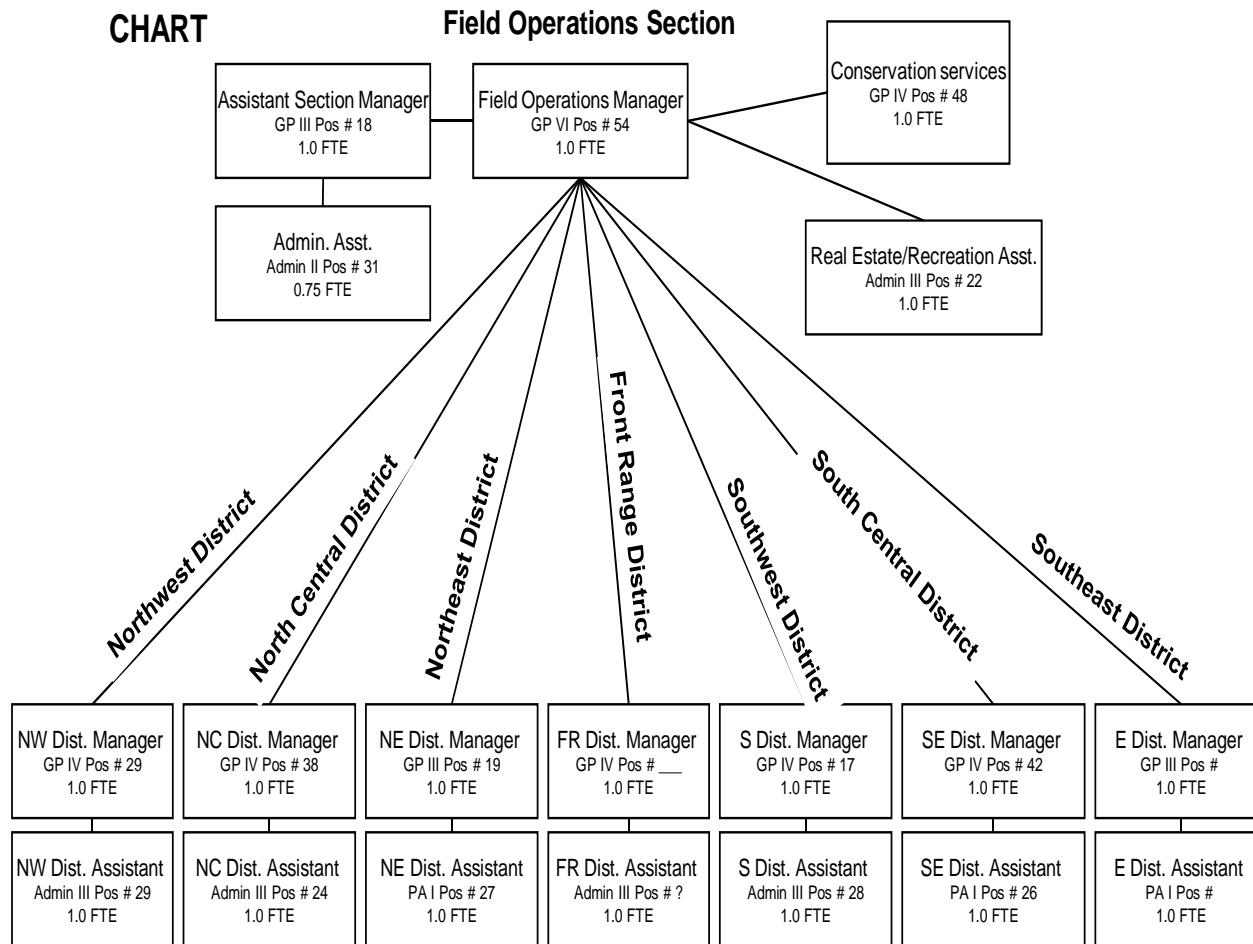 CHART
Field Operations Section
Assistant Section Manager
GP III Pos # 18
1.0 FTE
Field Operations Manager
GP VI Pos # 54
1.0 FTE
Conservation services
GP IV Pos # 48
1.0 FTE
Admin. Asst.
Admin II Pos # 31
0.75 FTE
Real Estate/Recreation Asst.
Admin III Pos # 22
1.0 FTE
Northwest District
North Central District
Northeast District
Front Range District
Southwest District
South Central District
Southeast District
NW Dist. Manager
GP IV Pos # 29
1.0 FTE
NC Dist. Manager
GP IV Pos # 38
1.0 FTE
NE Dist. Manager
GP III Pos # 19
1.0 FTE
FR Dist. Manager
GP IV Pos # ___
1.0 FTE
S Dist. Manager
GP IV Pos # 17
1.0 FTE
SE Dist. Manager
GP IV Pos # 42
1.0 FTE
E Dist. Manager
GP III Pos #
1.0 FTE
NW Dist. Assistant
Admin III Pos # 29
1.0 FTE
NC Dist. Assistant
Admin III Pos # 24
1.0 FTE
NE Dist. Assistant
PA I Pos # 27
1.0 FTE
FR Dist. Assistant
Admin III Pos # ?
1.0 FTE
S Dist. Assistant
Admin III Pos # 28
1.0 FTE
SE Dist. Assistant
PA I Pos # 26
1.0 FTE
E Dist. Assistant
PA I Pos #
1.0 FTE